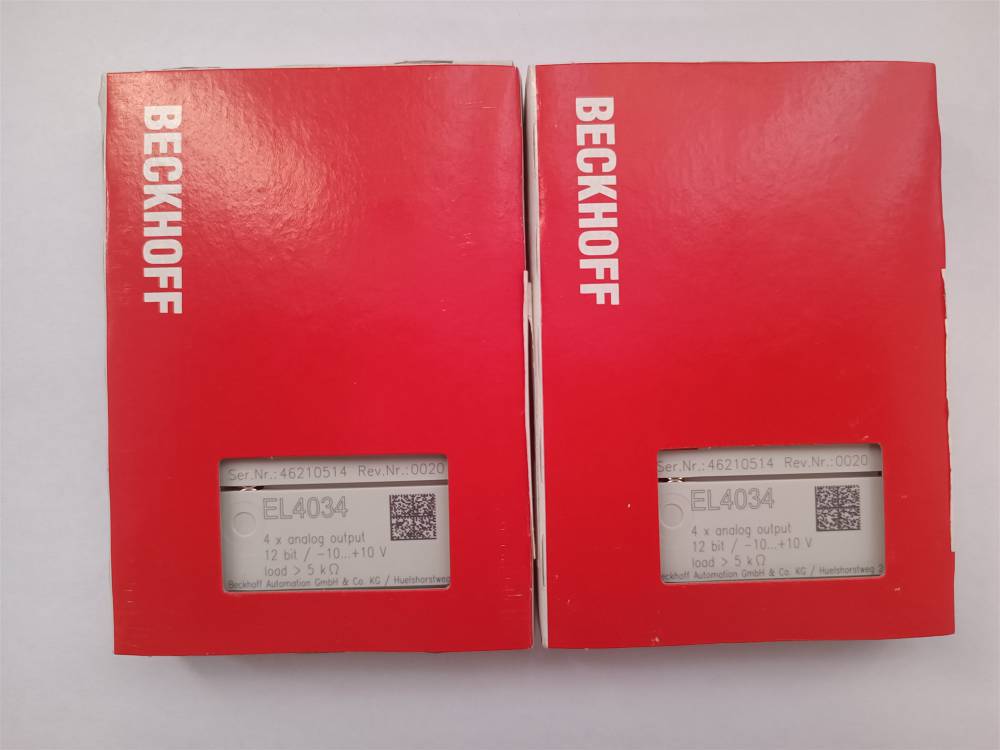 BECKHOFF
Ser.Nr.: 46210514 Rev.Nr.:0020
EL4034
4 x analog output
12 bit / -10...+10 V
load > 5 kΩ
Beckhoff Automation GmbH & Co. KG / Huelshorstweg
BECKHOFF
Ser.Nr.: 46210514 Rev.Nr.:0020
EL4034
4 x analog output
12 bit / -10...+10 V
load > 5 kΩ
Beckhoff Automation GmbH & Co. KG / Huelshorstweg 2